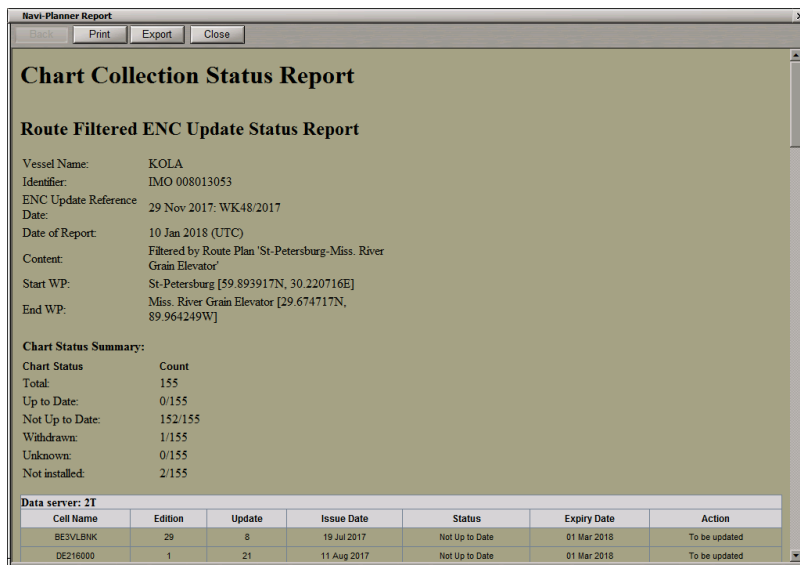 Navi-Planner Report
Back Print Export Close
Chart Collection Status Report
Route Filtered ENC Update Status Report
Vessel Name: KOLA
Identifier: IMO 008013053
ENC Update Reference
Date: 29 Nov 2017: WK48/2017
Date of Report: 10 Jan 2018 (UTC)
Content: Filtered by Route Plan 'St-Petersburg-Miss. River
Grain Elevator'
Start WP: St-Petersburg [59.893917N, 30.220716E]
End WP: Miss. River Grain Elevator [29.674717N,
89.964249W]
Chart Status Summary:
Chart Status Count
Total: 155
Up to Date: 0/155
Not Up to Date: 152/155
Withdrawn: 1/155
Unknown: 0/155
Not installed: 2/155
Data server: 2T
Cell Name Edition Update Issue Date Status Expiry Date Action
BE3VLBNK 29 8 19 Jul 2017 Not Up to Date 01 Mar 2018 To be updated
DE216000 1 21 11 Aug 2017 Not Up to Date 01 Mar 2018 To be updated